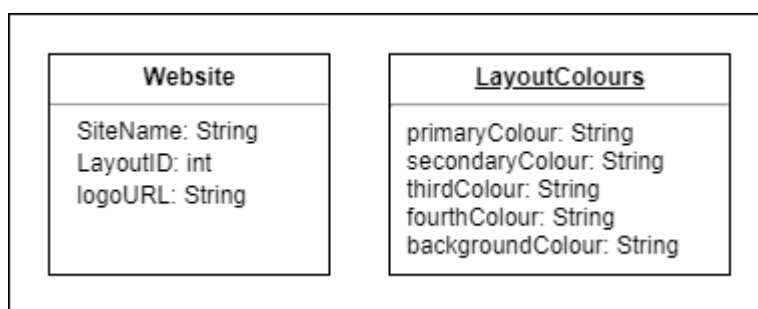 Website
SiteName: String
LayoutID: int
logoURL: String
LayoutColours
primaryColour: String
secondaryColour: String
thirdColour: String
fourthColour: String
backgroundColour: String